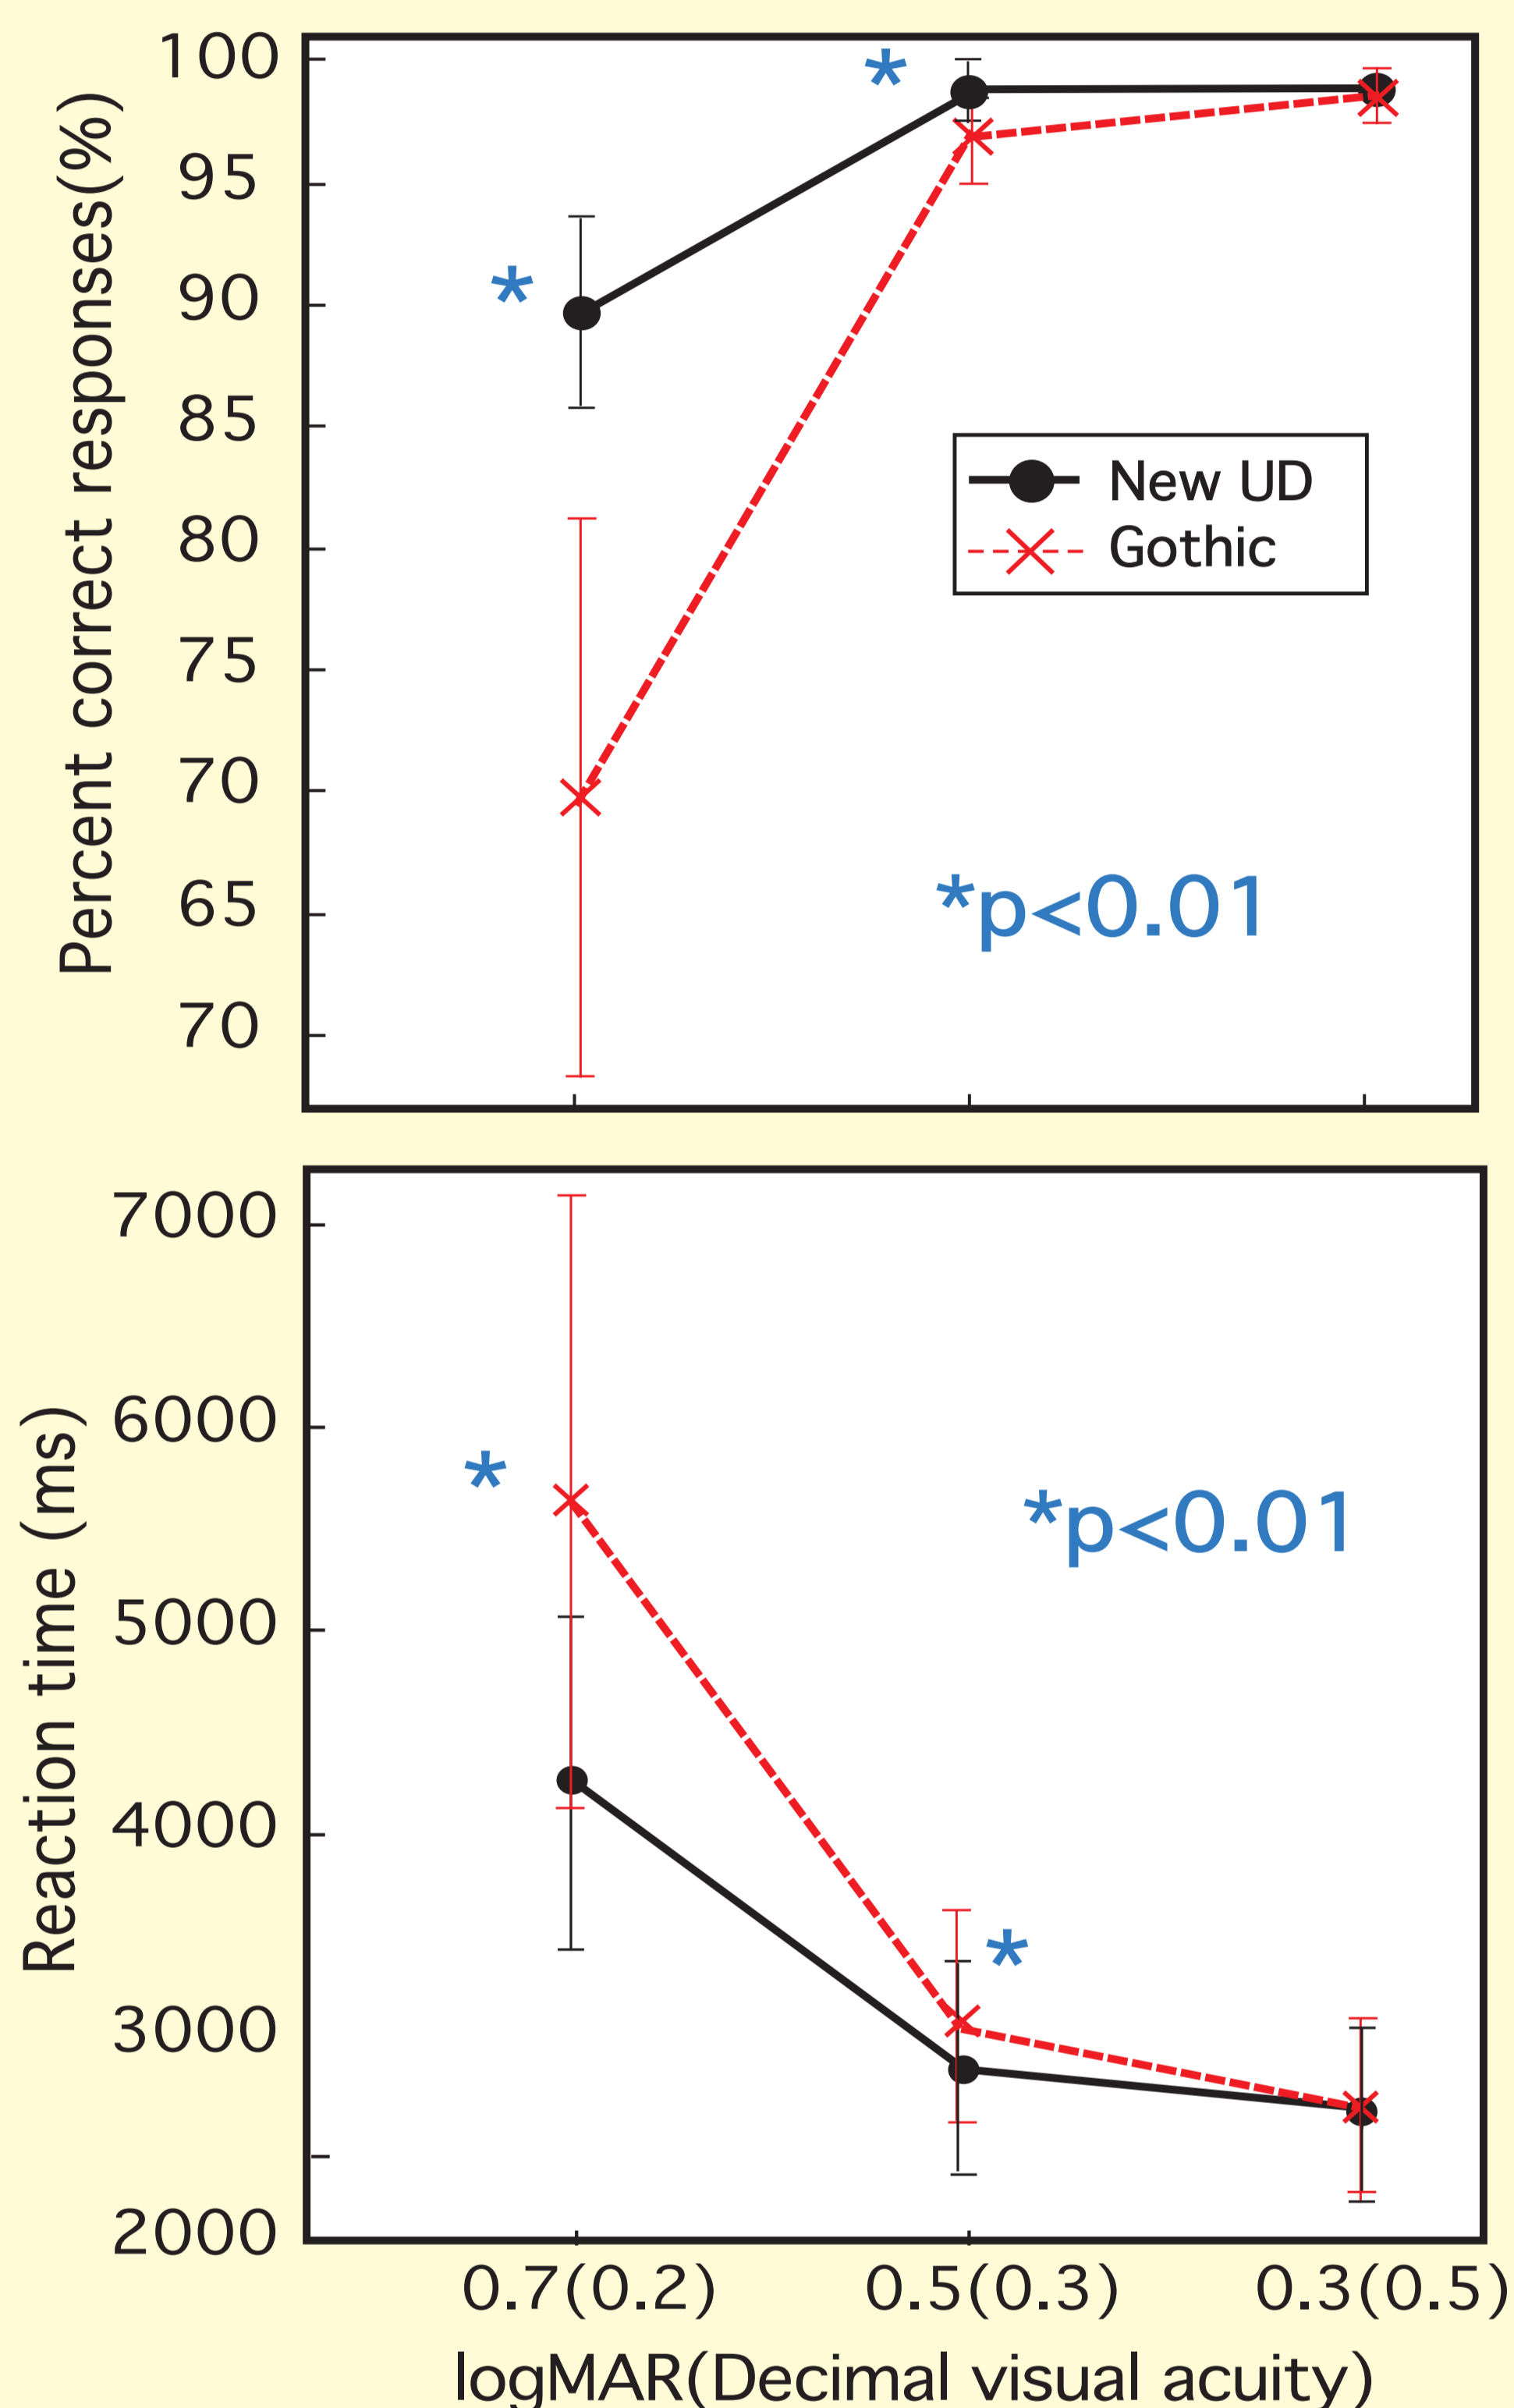 Percent correct responses(%)
100
95
90
85
80
75
70
65
70
*
*
New UD
Gothic
*p<0.01
Reaction time (ms)
7000
6000
5000
4000
3000
2000
*
*p<0.01
*
0.7(0.2) 0.5(0.3) 0.3(0.5)
logMAR(Decimal visual acuity)